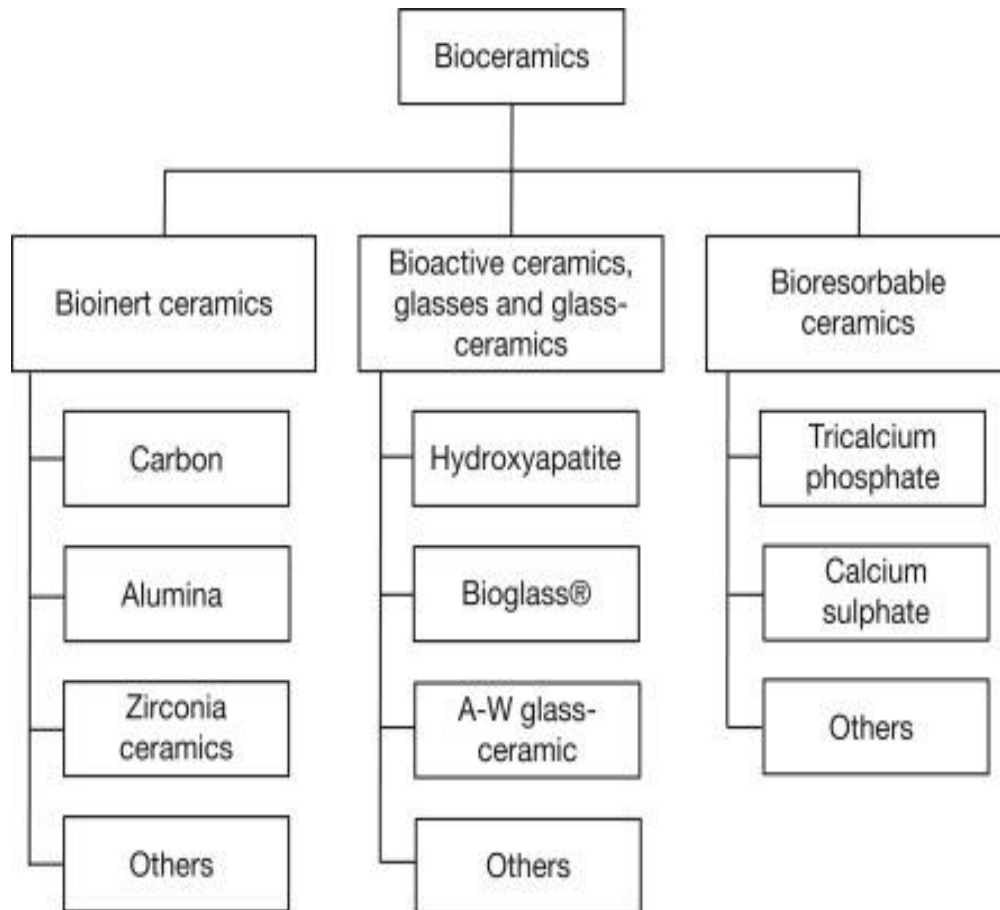 Bioceramics
Bioinert ceramics
Carbon
Alumina
Zirconia
ceramics
Others
Bioactive ceramics,
glasses and glass-
ceramics
Hydroxyapatite
Bioglass®
A-W glass-
ceramic
Others
Bioresorbable
ceramics
Tricalcium
phosphate
Calcium
sulphate
Others